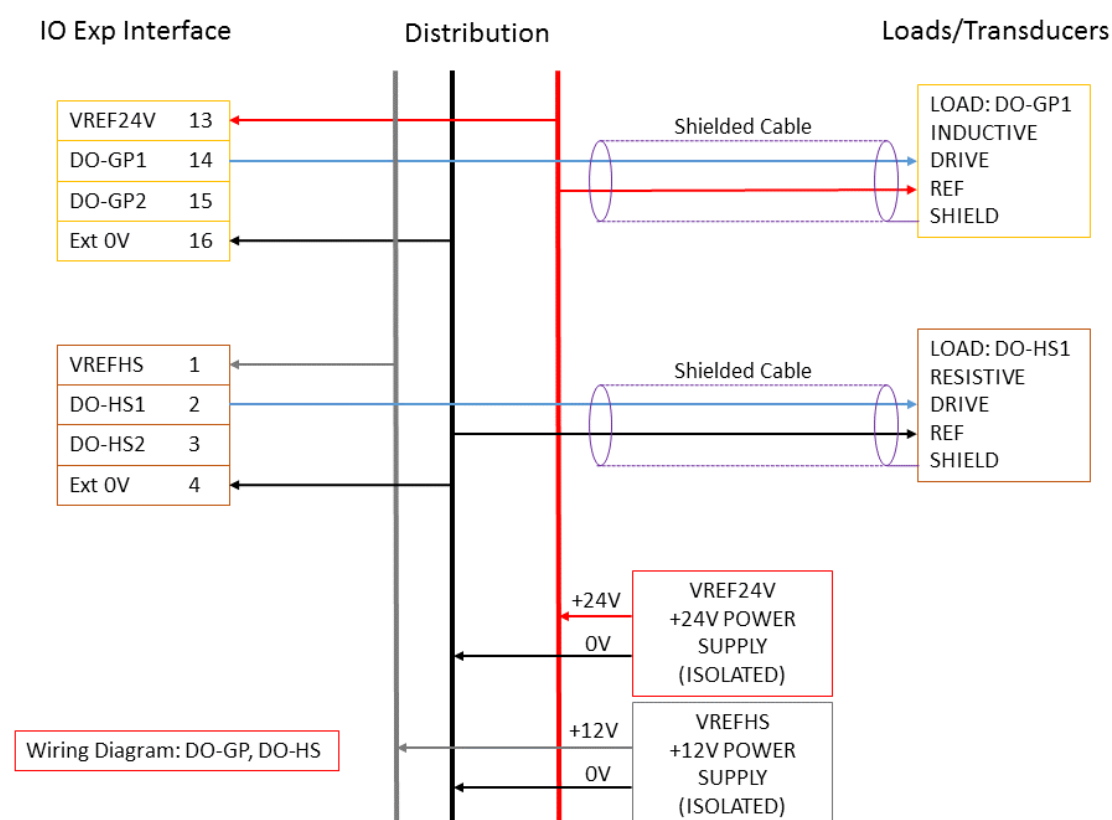 IO Exp Interface
Distribution
Loads/Transducers
VREF24V 13
DO-GP1 14
DO-GP2 15
Ext 0V 16
Shielded Cable
LOAD: DO-GP1
INDUCTIVE
DRIVE
REF
SHIELD
VREFHS 1
DO-HS1 2
DO-HS2 3
Ext 0V 4
Shielded Cable
LOAD: DO-HS1
RESISTIVE
DRIVE
REF
SHIELD
+24V
0V
VREF24V
+24V POWER
SUPPLY
(ISOLATED)
+12V
0V
VREFHS
+12V POWER
SUPPLY
(ISOLATED)
Wiring Diagram: DO-GP, DO-HS